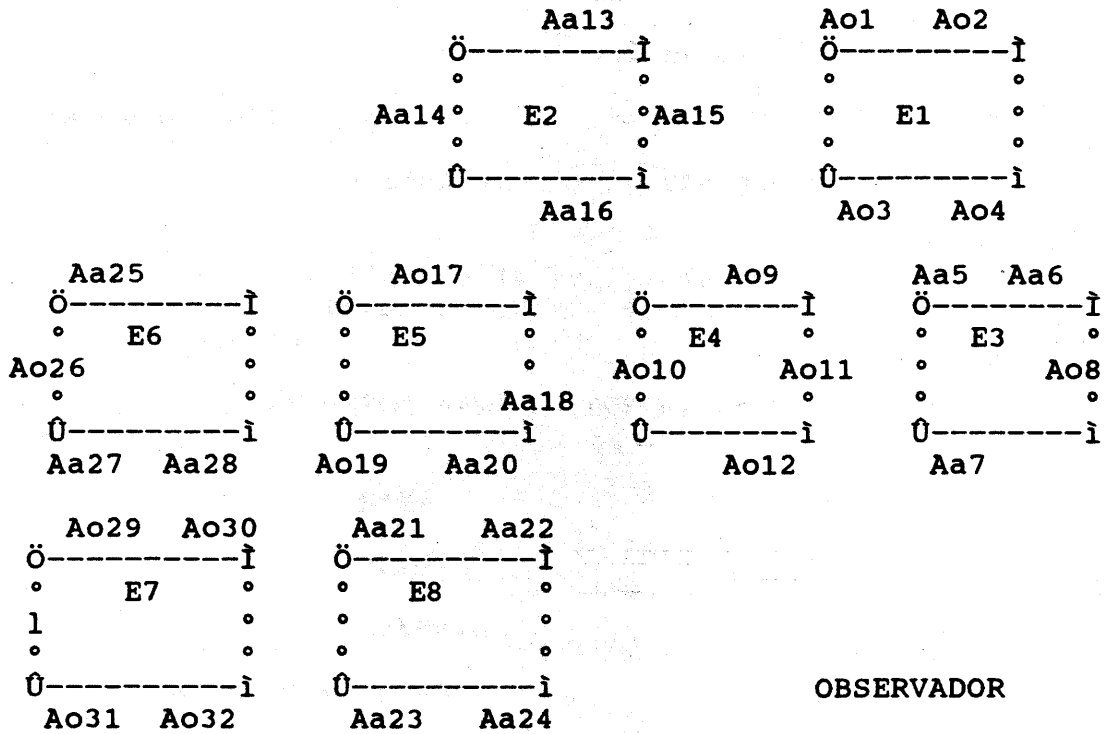 Aa13 Ao1 Ao2
Ö---------Ì Ö---------Ì
° ° ° °
Aa14° E2 °Aa15 ° E1 °
° ° ° °
Û---------ì Û---------ì
Aa16 Ao3 Ao4
Aa25 Ao17 Ao9 Aa5 Aa6
Ö---------Ì Ö---------Ì Ö--------Ì Ö--------Ì
° E6 ° ° E5 ° ° E4 ° ° E3 °
Ao26 ° ° ° Ao10 Ao11 ° Ao8
° ° ° Aa18 ° ° ° °
Û---------ì Û---------ì Û--------ì Û--------ì
Aa27 Aa28 Ao19 Aa20 Ao12 Aa7
Ao29 Ao30 Aa21 Aa22
Ö----------Ì Ö---------Ì
° E7 ° ° E8 °
l ° ° °
° ° ° °
Û----------ì Û---------ì OBSERVADOR
Ao31 Ao32 Aa23 Aa24